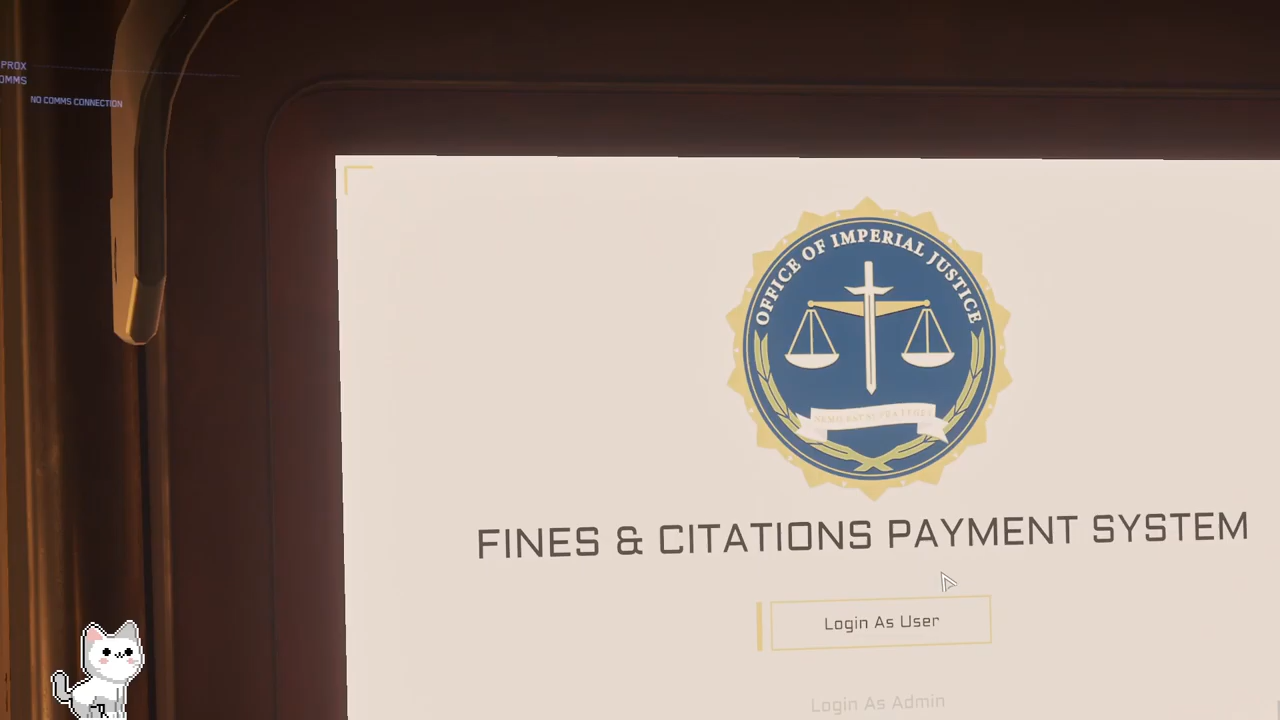 PROX
OMMS
NO COMMS CONNECTION
OFFICE OF IMPERIAL JUSTICE
FINES & CITATIONS PAYMENT SYSTEM
Login As User
Login As Admin